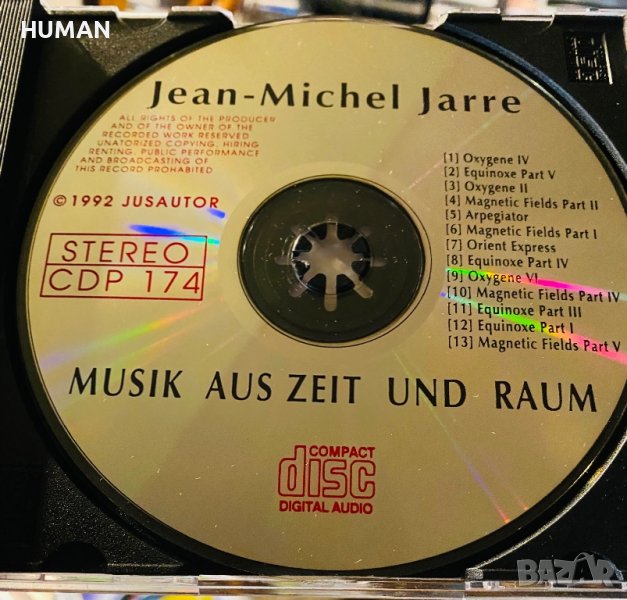 HUMAN
Jean-Michel Jarre
ALL RIGHTS OF THE PRODUCER
AND OF THE OWNER OF THE
RECORDED WORK RESERVED
UNATORIZED COPYING, HIRING
RENTING, PUBLIC PERFORMANCE
AND BROADCASTING OF
THIS RECORD PROHIBITED
© 1992 JUSAUTOR
STEREO
CDP 174
[1] Oxygene IV
[2] Equinoxe Part V
[3] Oxygene II
[4] Magnetic Fields Part II
[5] Arpegiator
[6] Magnetic Fields Part I
[7] Orient Express
[8] Equinoxe Part IV
[9] Oxygene VI
[10] Magnetic Fields Part IV
[11] Equinoxe Part III
[12] Equinoxe Part I
[13] Magnetic Fields Part V
MUSIK AUS ZEIT UND RAUM
COMPACT
disc
DIGITAL AUDIO
BAZAR